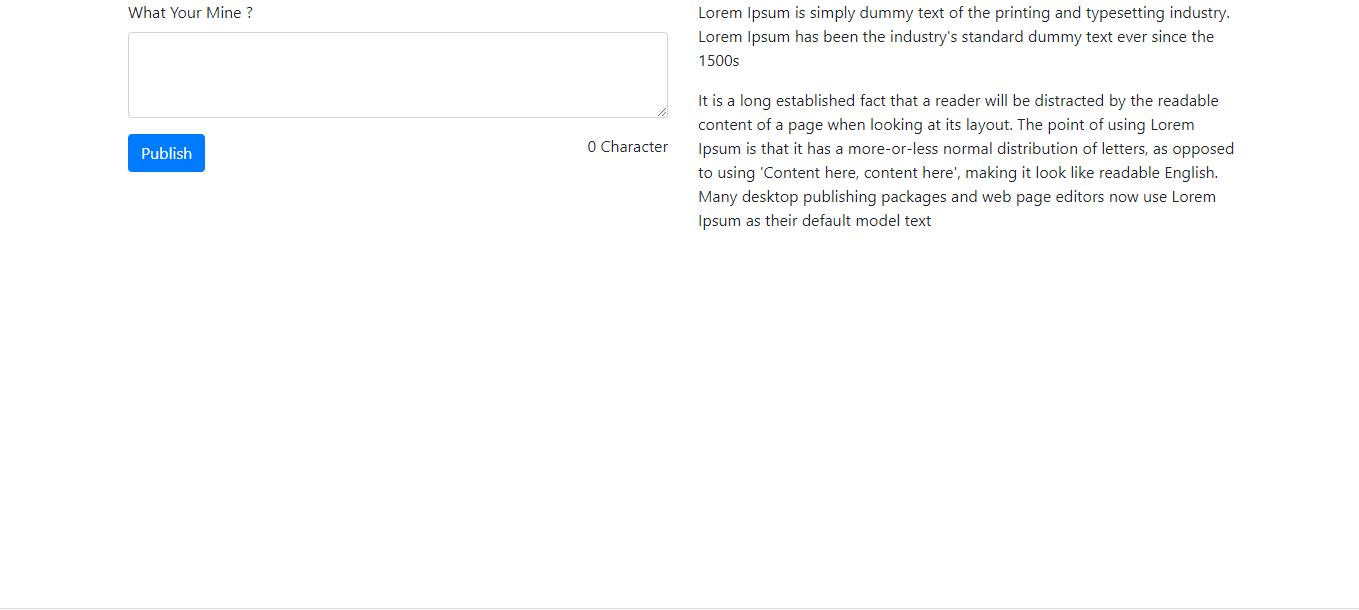 What Your Mine ?
Publish
0 Character
Lorem Ipsum is simply dummy text of the printing and typesetting industry.
Lorem Ipsum has been the industry's standard dummy text ever since the
1500s
It is a long established fact that a reader will be distracted by the readable
content of a page when looking at its layout. The point of using Lorem
Ipsum is that it has a more-or-less normal distribution of letters, as opposed
to using 'Content here, content here', making it look like readable English.
Many desktop publishing packages and web page editors now use Lorem
Ipsum as their default model text